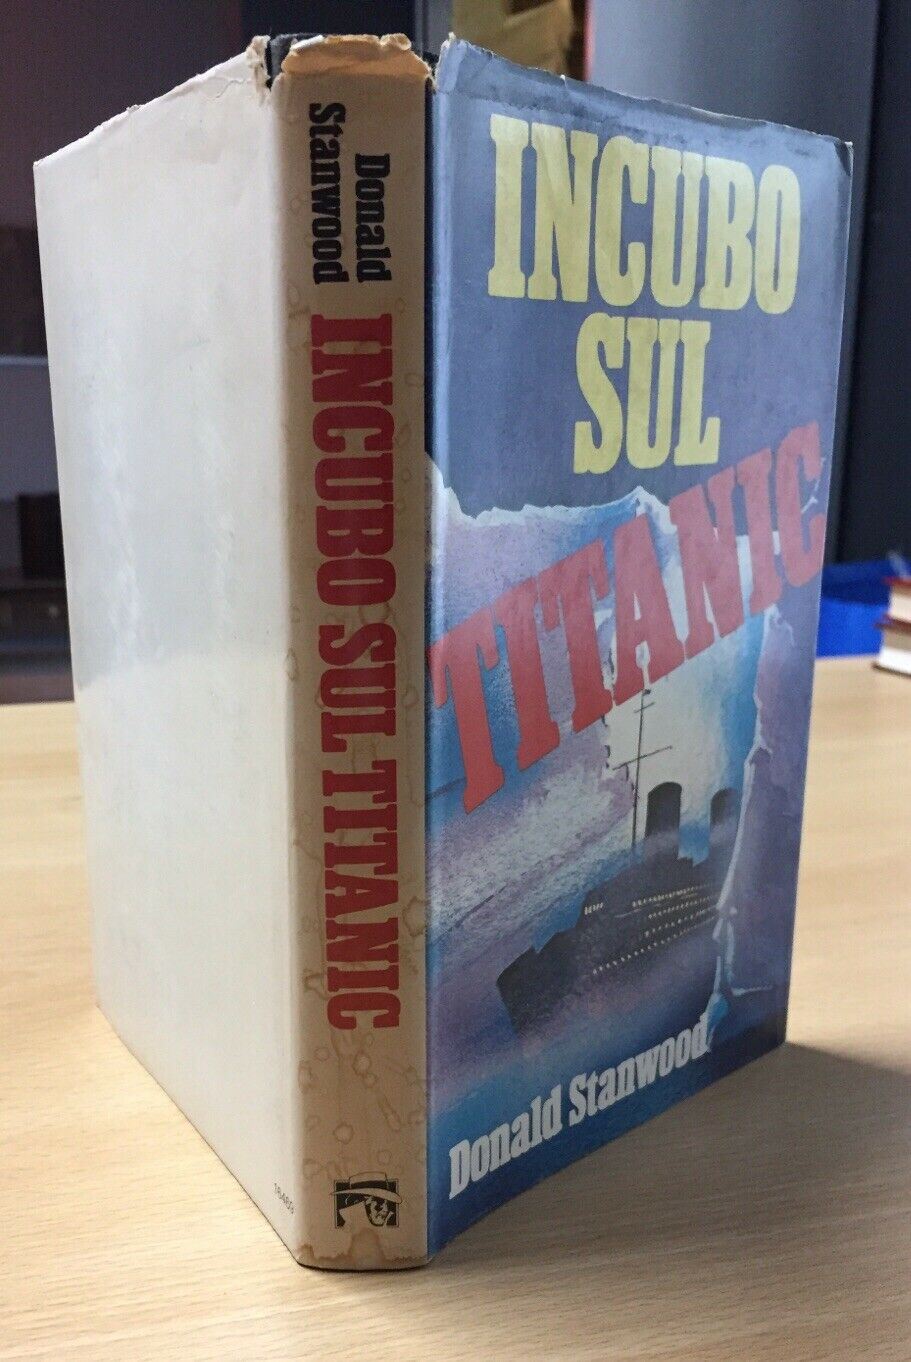 Donald
Stanwood
INCUBO SUL TITANIC
INCUBO
SUL
TITANIC
Donald Stanwood